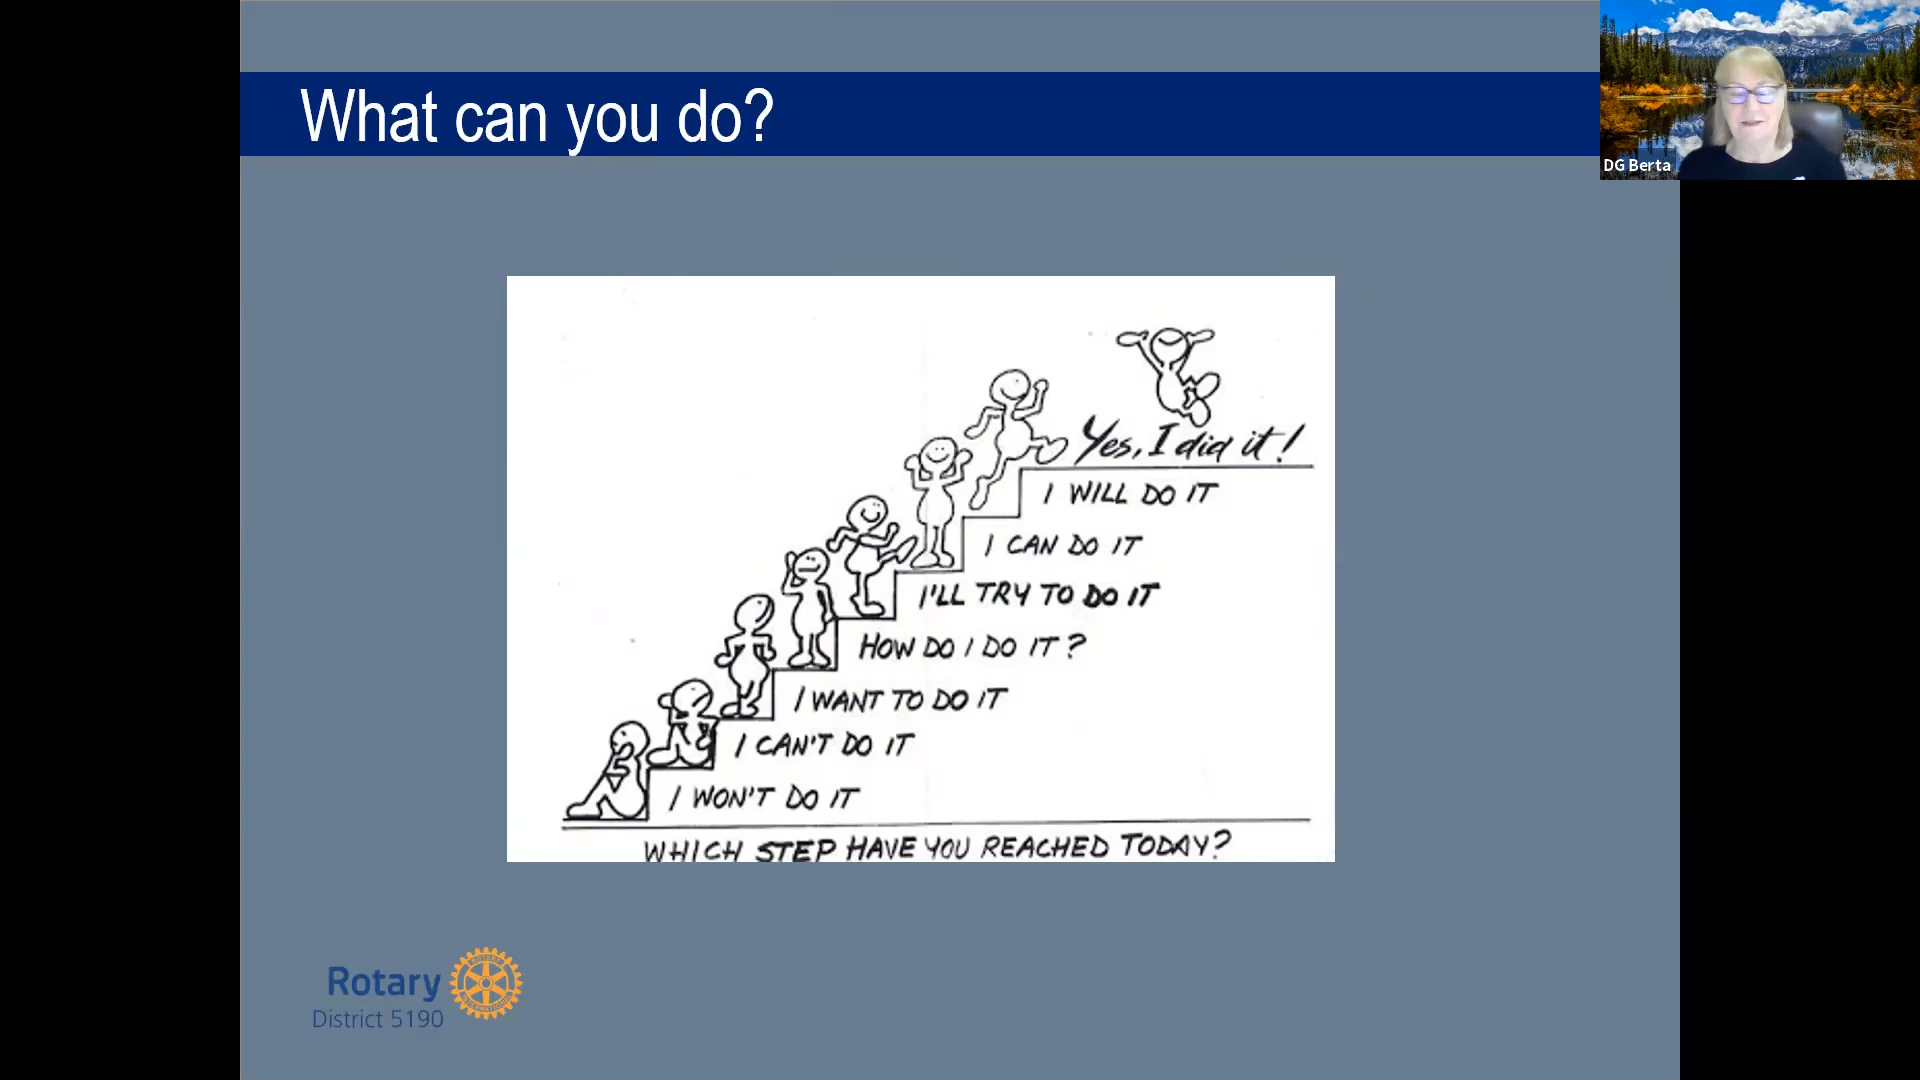 What can you do?
DG Berta
Yes, I did it!
I WILL DO IT
I CAN DO IT
I'LL TRY TO DO IT
HOW DO I DO IT?
I WANT TO DO IT
I CAN'T DO IT
I WON'T DO IT
WHICH STEP HAVE YOU REACHED TODAY?
Rotary
ROTARY
INTERNATIONAL
District 5190